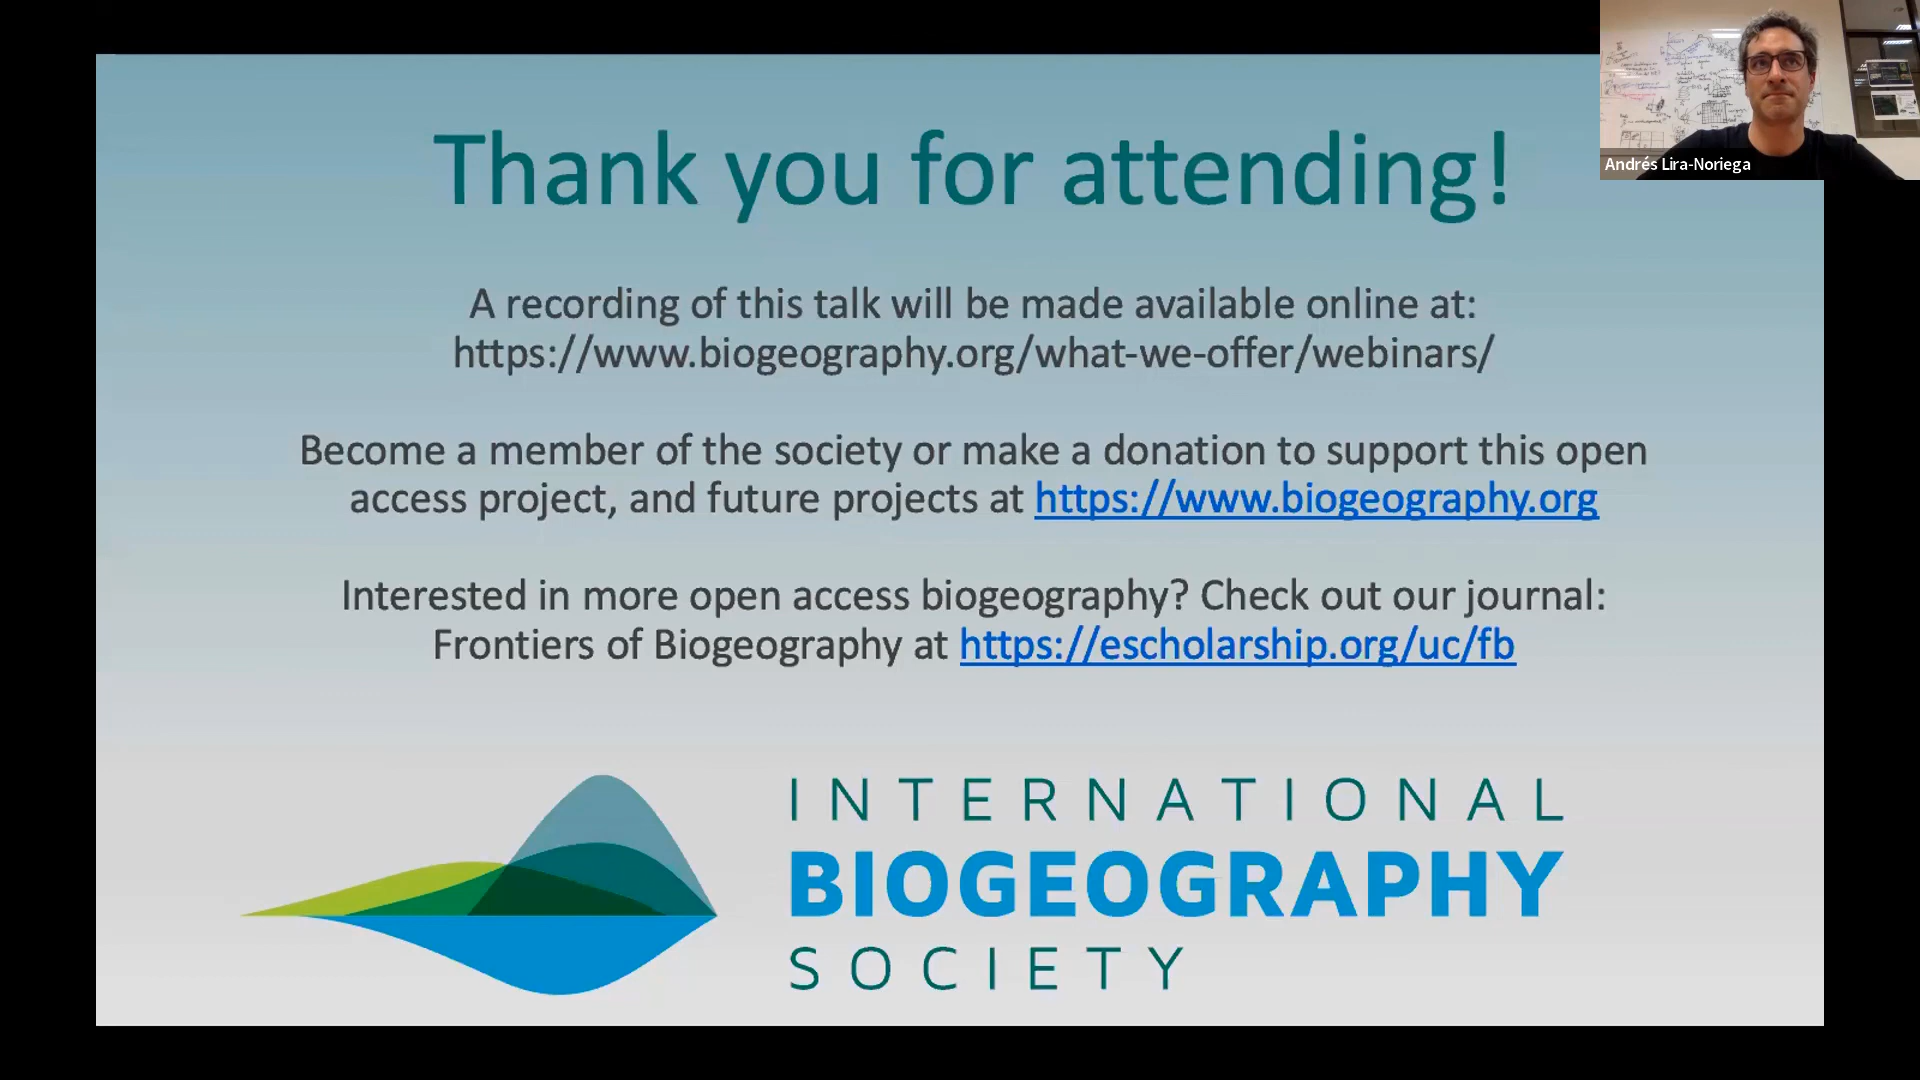 Thank you for attending!
A recording of this talk will be made available online at:
https://www.biogeography.org/what-we-offer/webinars/
Become a member of the society or make a donation to support this open
access project, and future projects at https://www.biogeography.org
Interested in more open access biogeography? Check out our journal:
Frontiers of Biogeography at https://escholarship.org/uc/fb
INTERNATIONAL
BIOGEOGRAPHY
SOCIETY
Andrés Lira-Noriega